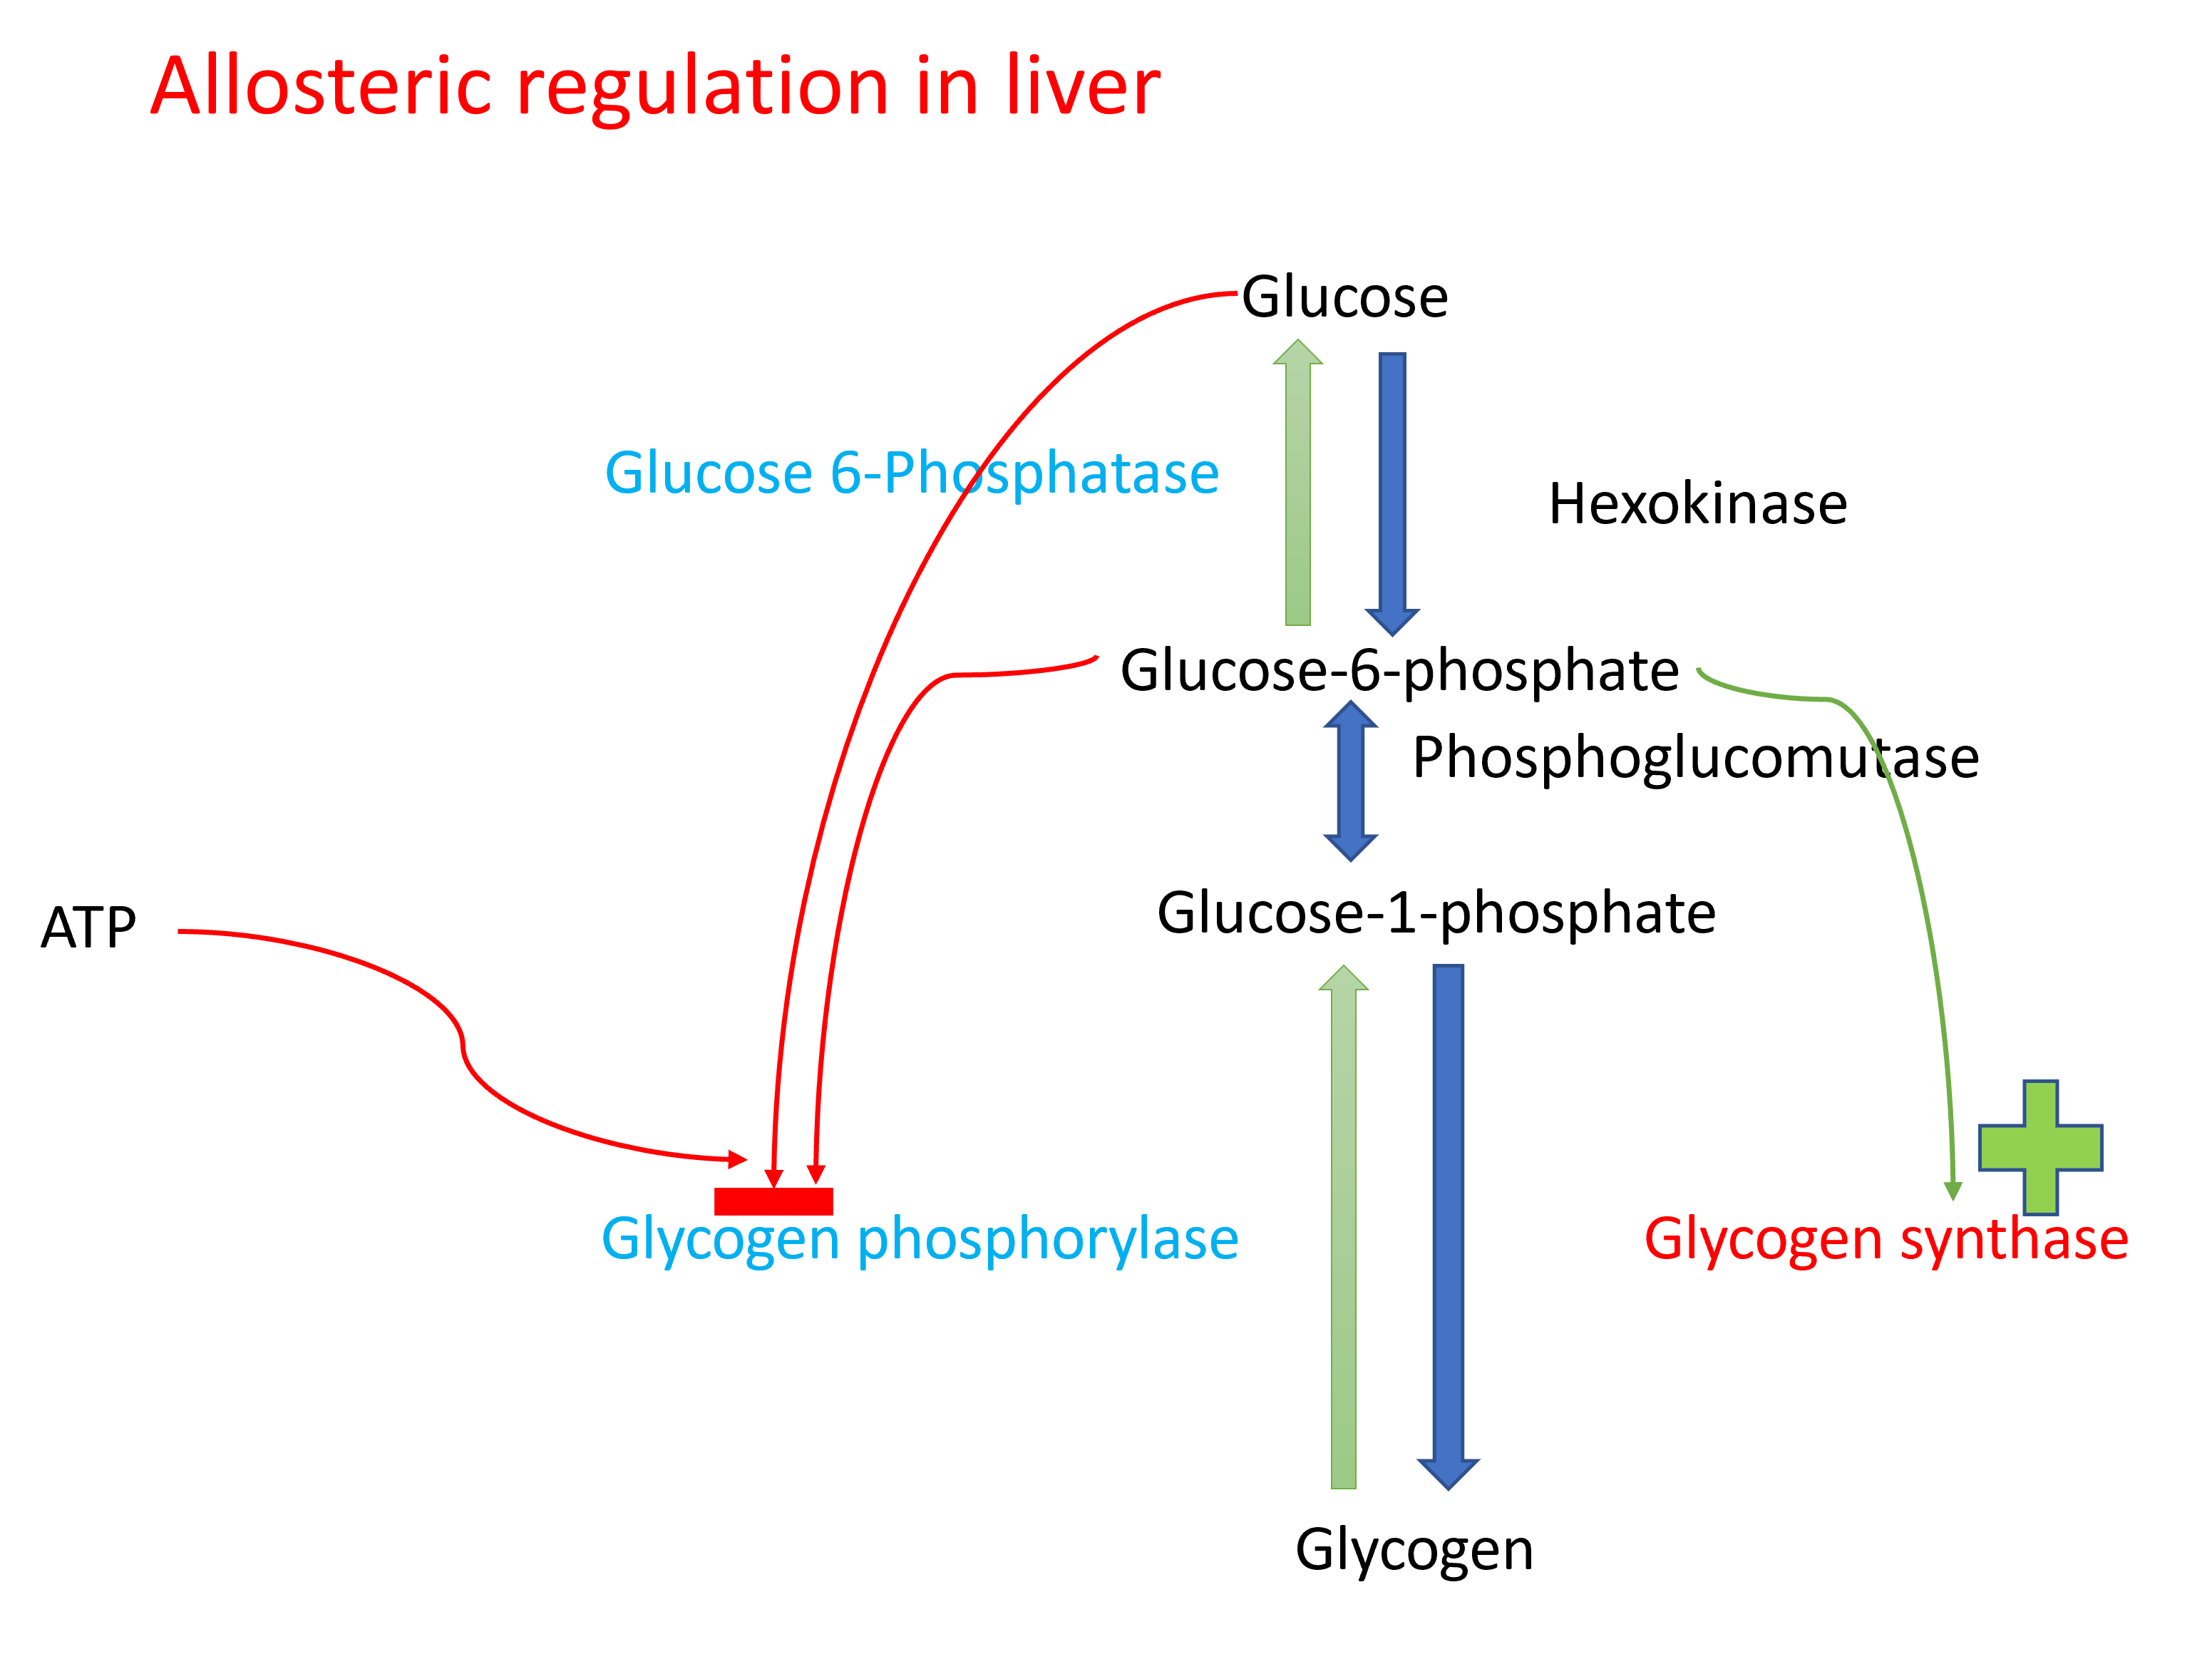 Allosteric regulation in liver
Glucose
Glucose 6-Phosphatase
Hexokinase
Glucose-6-phosphate
Phosphoglucomutase
Glucose-1-phosphate
ATP
Glycogen phosphorylase
Glycogen synthase
Glycogen